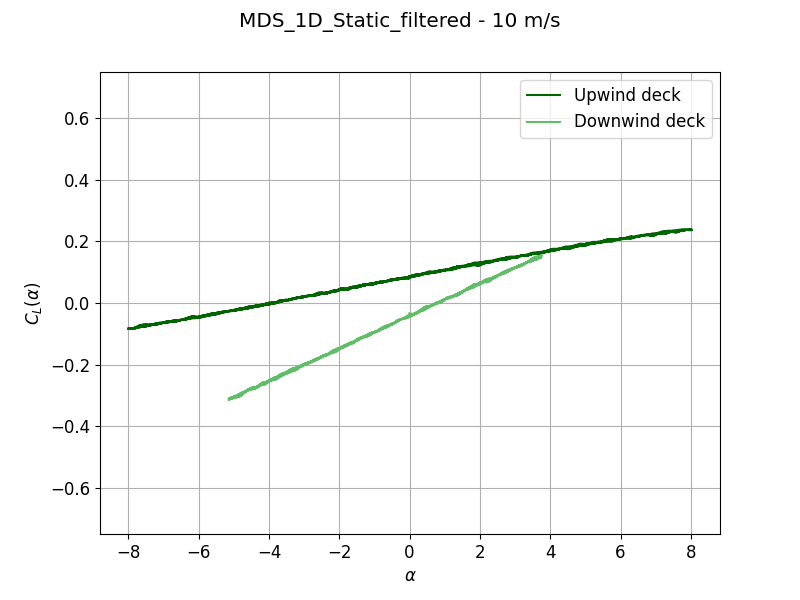 MDS_1D_Static_filtered - 10 m/s
Upwind deck
Downwind deck
0.6
0.4
0.2
0.0
−0.2
−0.4
−0.6
C_L(α)
−8 −6 −4 −2 0 2 4 6 8
α